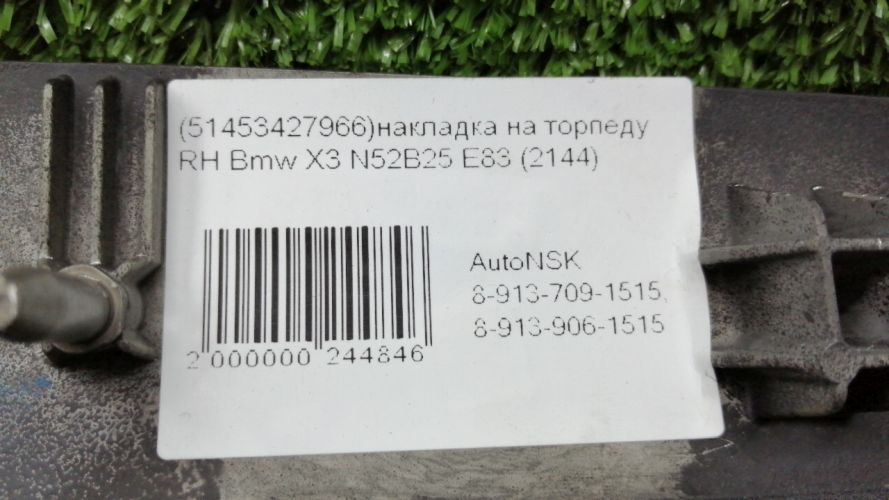 (51453427966)накладка на торпеду
RH Bmw X3 N52B25 E83 (2144)
AutoNSK
8-913-709-1515,
8-913-906-1515
2 000000 244846